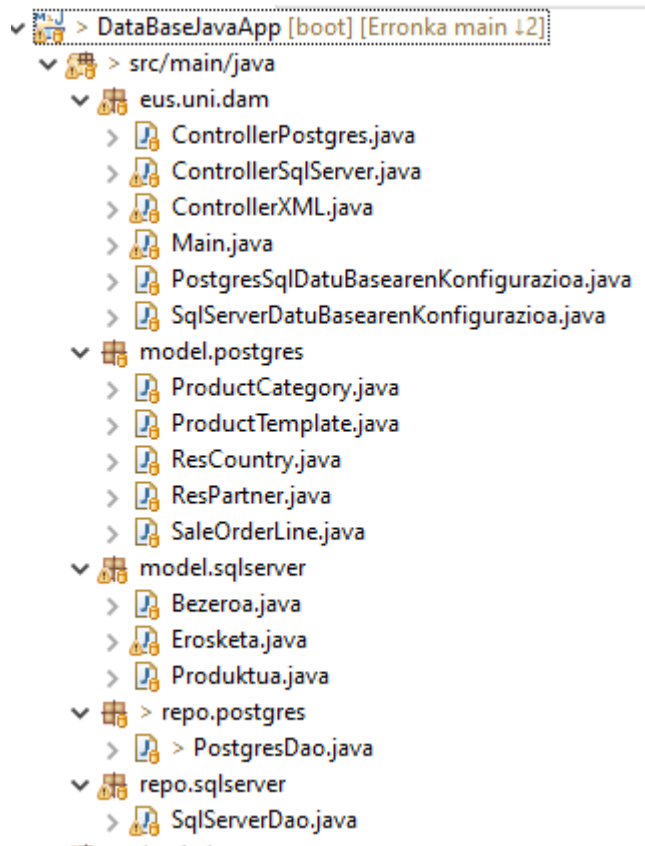 > DataBaseJavaApp [boot] [Erronka main ↓2]
> src/main/java
eus.uni.dam
ControllerPostgres.java
ControllerSqlServer.java
ControllerXML.java
Main.java
PostgresSqlDatuBasearenKonfigurazioa.java
SqlServerDatuBasearenKonfigurazioa.java
model.postgres
ProductCategory.java
ProductTemplate.java
ResCountry.java
ResPartner.java
SaleOrderLine.java
model.sqlserver
Bezeroa.java
Erosketa.java
Produktua.java
> repo.postgres
> PostgresDao.java
repo.sqlserver
SqlServerDao.java